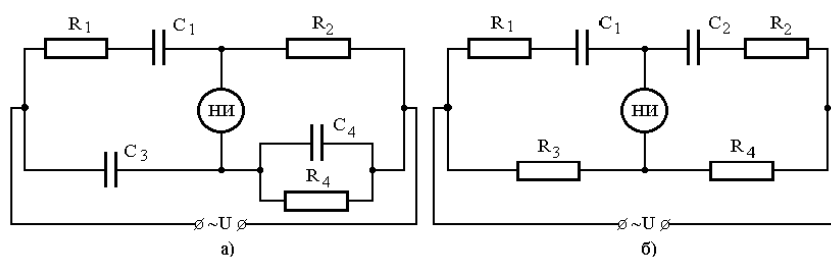 R1 C1 R2 R1 C1 C2 R2
НИ НИ
C3 C4 R3 R4
R4
~U ~U
а) б)